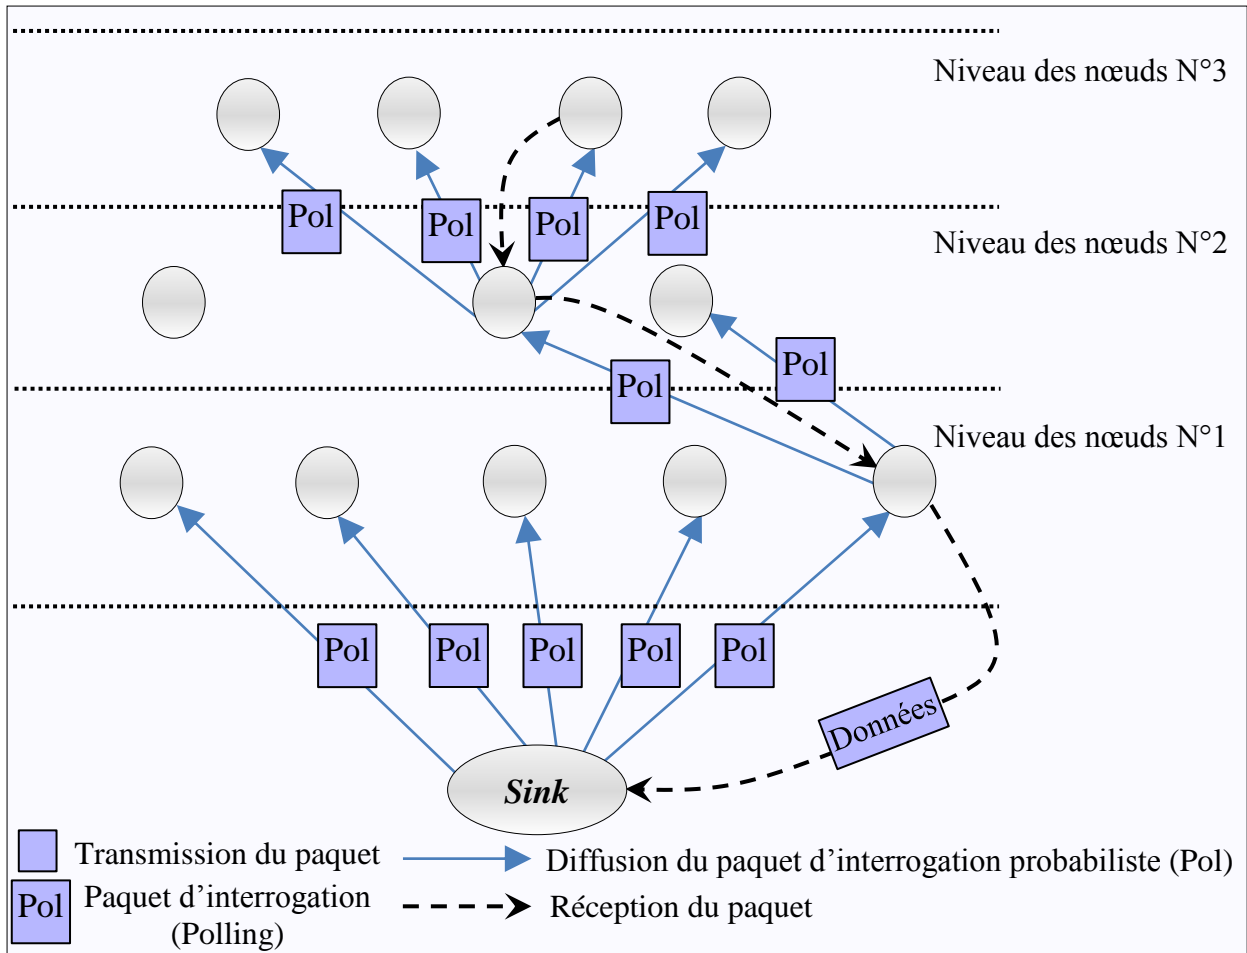 Niveau des nœuds N°3
Pol
Pol
Pol
Pol
Niveau des nœuds N°2
Pol
Pol
Niveau des nœuds N°1
Pol
Pol
Pol
Pol
Pol
Données
Sink
Transmission du paquet
Diffusion du paquet d’interrogation probabiliste (Pol)
Pol
Paquet d’interrogation
(Polling)
Réception du paquet